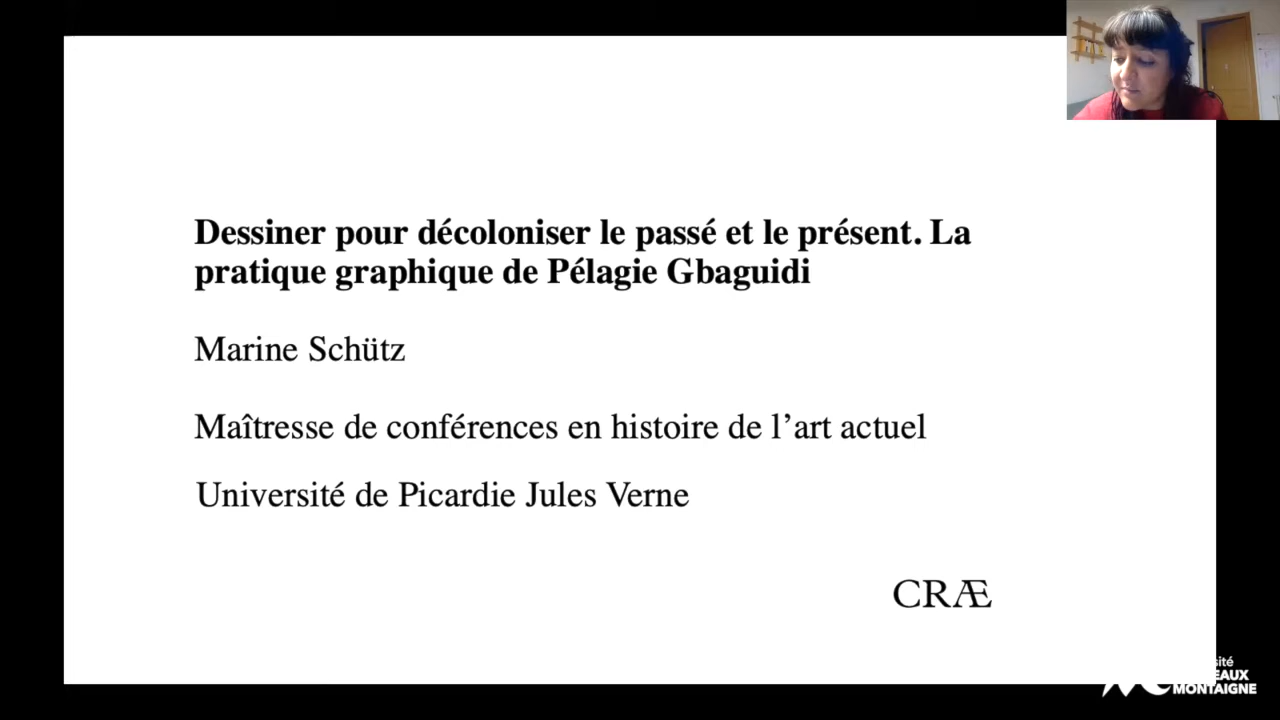 Dessiner pour décoloniser le passé et le présent. La
pratique graphique de Pélagie Gbaguidi
Marine Schütz
Maîtresse de conférences en histoire de l’art actuel
Université de Picardie Jules Verne
CRÆ
MONTAIGNE